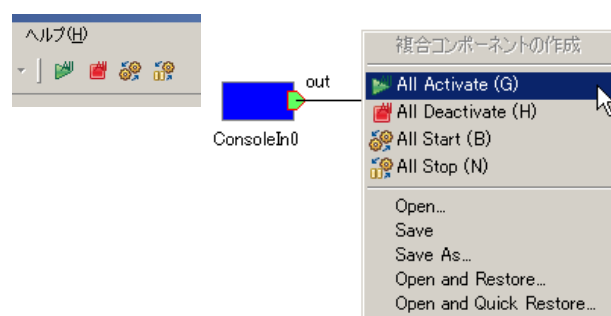 ヘルプ(H)
out
ConsoleIn0
複合コンポーネントの作成
All Activate (G)
All Deactivate (H)
All Start (B)
All Stop (N)
Open...
Save
Save As...
Open and Restore...
Open and Quick Restore...